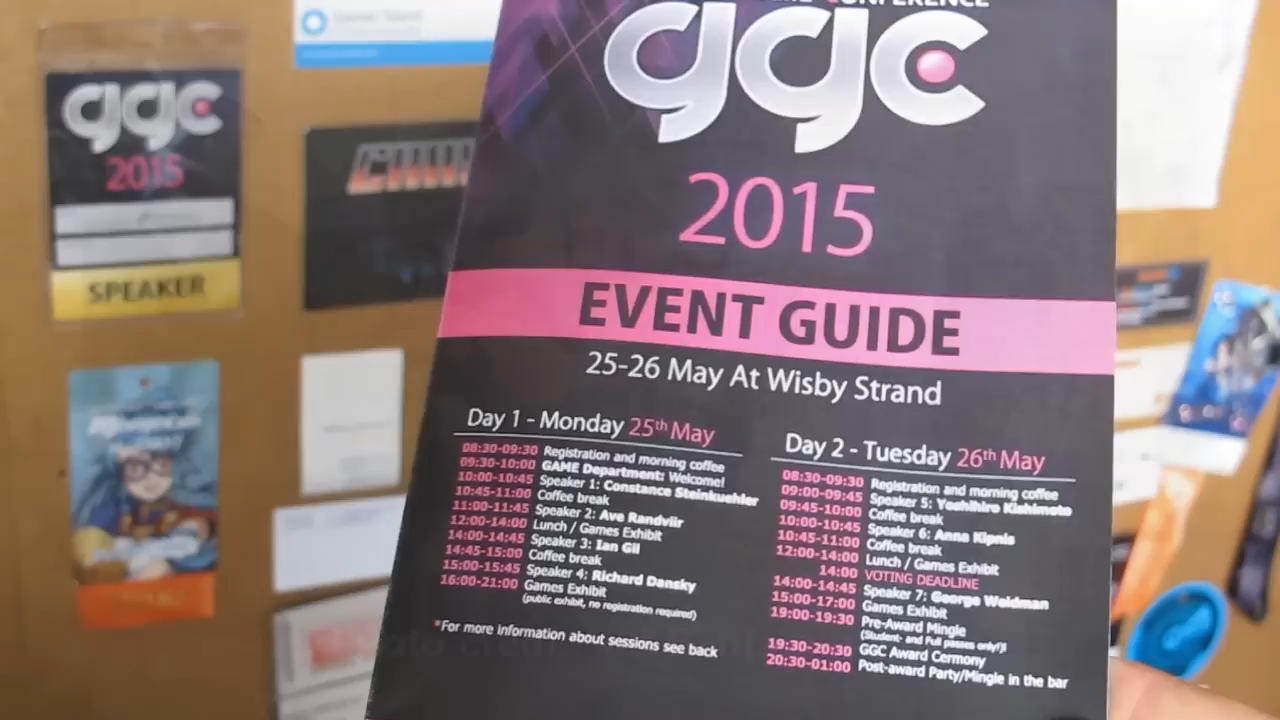 CONFERENCE
ggc
2015
EVENT GUIDE
25-26 May At Wisby Strand
Day 1 - Monday 25th May
08:30-09:30 Registration and morning coffee
09:30-10:00 GAME Department: Welcome!
10:00-10:45 Speaker 1: Constance Steinkuehler
10:45-11:00 Coffee break
11:00-11:45 Speaker 2: Ave Randviir
12:00-14:00 Lunch / Games Exhibit
14:00-14:45 Speaker 3: Ian Gil
14:45-15:00 Coffee break
15:00-15:45 Speaker 4: Richard Dansky
16:00-21:00 Games Exhibit
(public exhibit, no registration required)
*For more information about sessions see back
Day 2 - Tuesday 26th May
08:30-09:30 Registration and morning coffee
09:00-09:45 Speaker 5: Yoshihiro Kishimoto
09:45-10:00 Coffee break
10:00-10:45 Speaker 6: Anna Kipnis
10:45-11:00 Coffee break
12:00-14:00 Lunch / Games Exhibit
14:00 VOTING DEADLINE
14:00-14:45 Speaker 7: George Weidman
15:00-17:00 Games Exhibit
19:00-19:30 Pre-Award Mingle
(Student- and Full passes only!)!
19:30-20:30 GGC Award Cermony
20:30-01:00 Post-award Party/Mingle in the bar
ggc
2015
SPEAKER